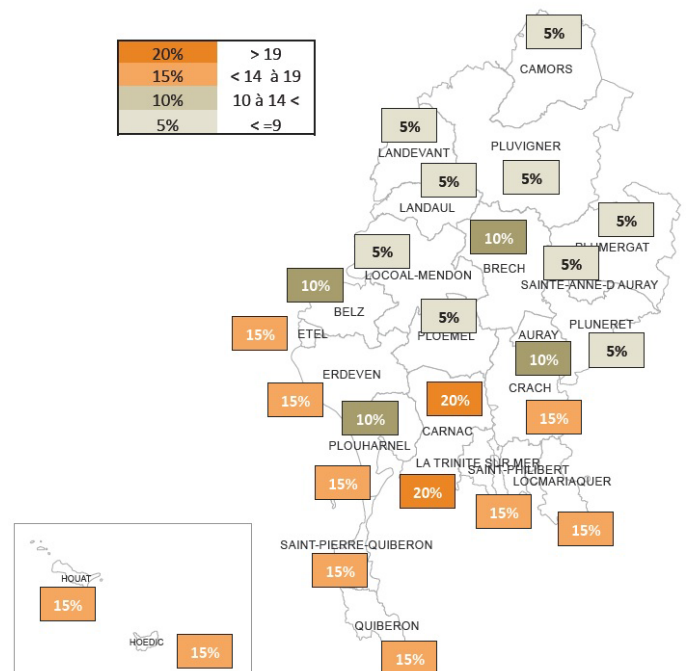 20% > 19
15% < 14 à 19
10% 10 à 14 <
5% < =9
5%
CAMORS
5%
LANDEVANT
PLUVIGNER
5%
5%
LANDAUL
5%
PLUMERGAT
10%
BRECH
5%
LOCOAL-MENDON
5%
SAINTE-ANNE-D AURAY
10%
BELZ
15%
ETEL
5%
PLOEMEL
AURAY
10%
PLUNERET
5%
ERDEVEN
15%
CRACH
15%
20%
CARNAC
10%
PLOUHARNEL
LA TRINITE SUR MER
20%
SAINT-PHILIBERT
15%
LOCMARIAQUER
15%
15%
SAINT-PIERRE-QUIBERON
15%
QUIBERON
15%
HOUAT
15%
HOEDIC
15%